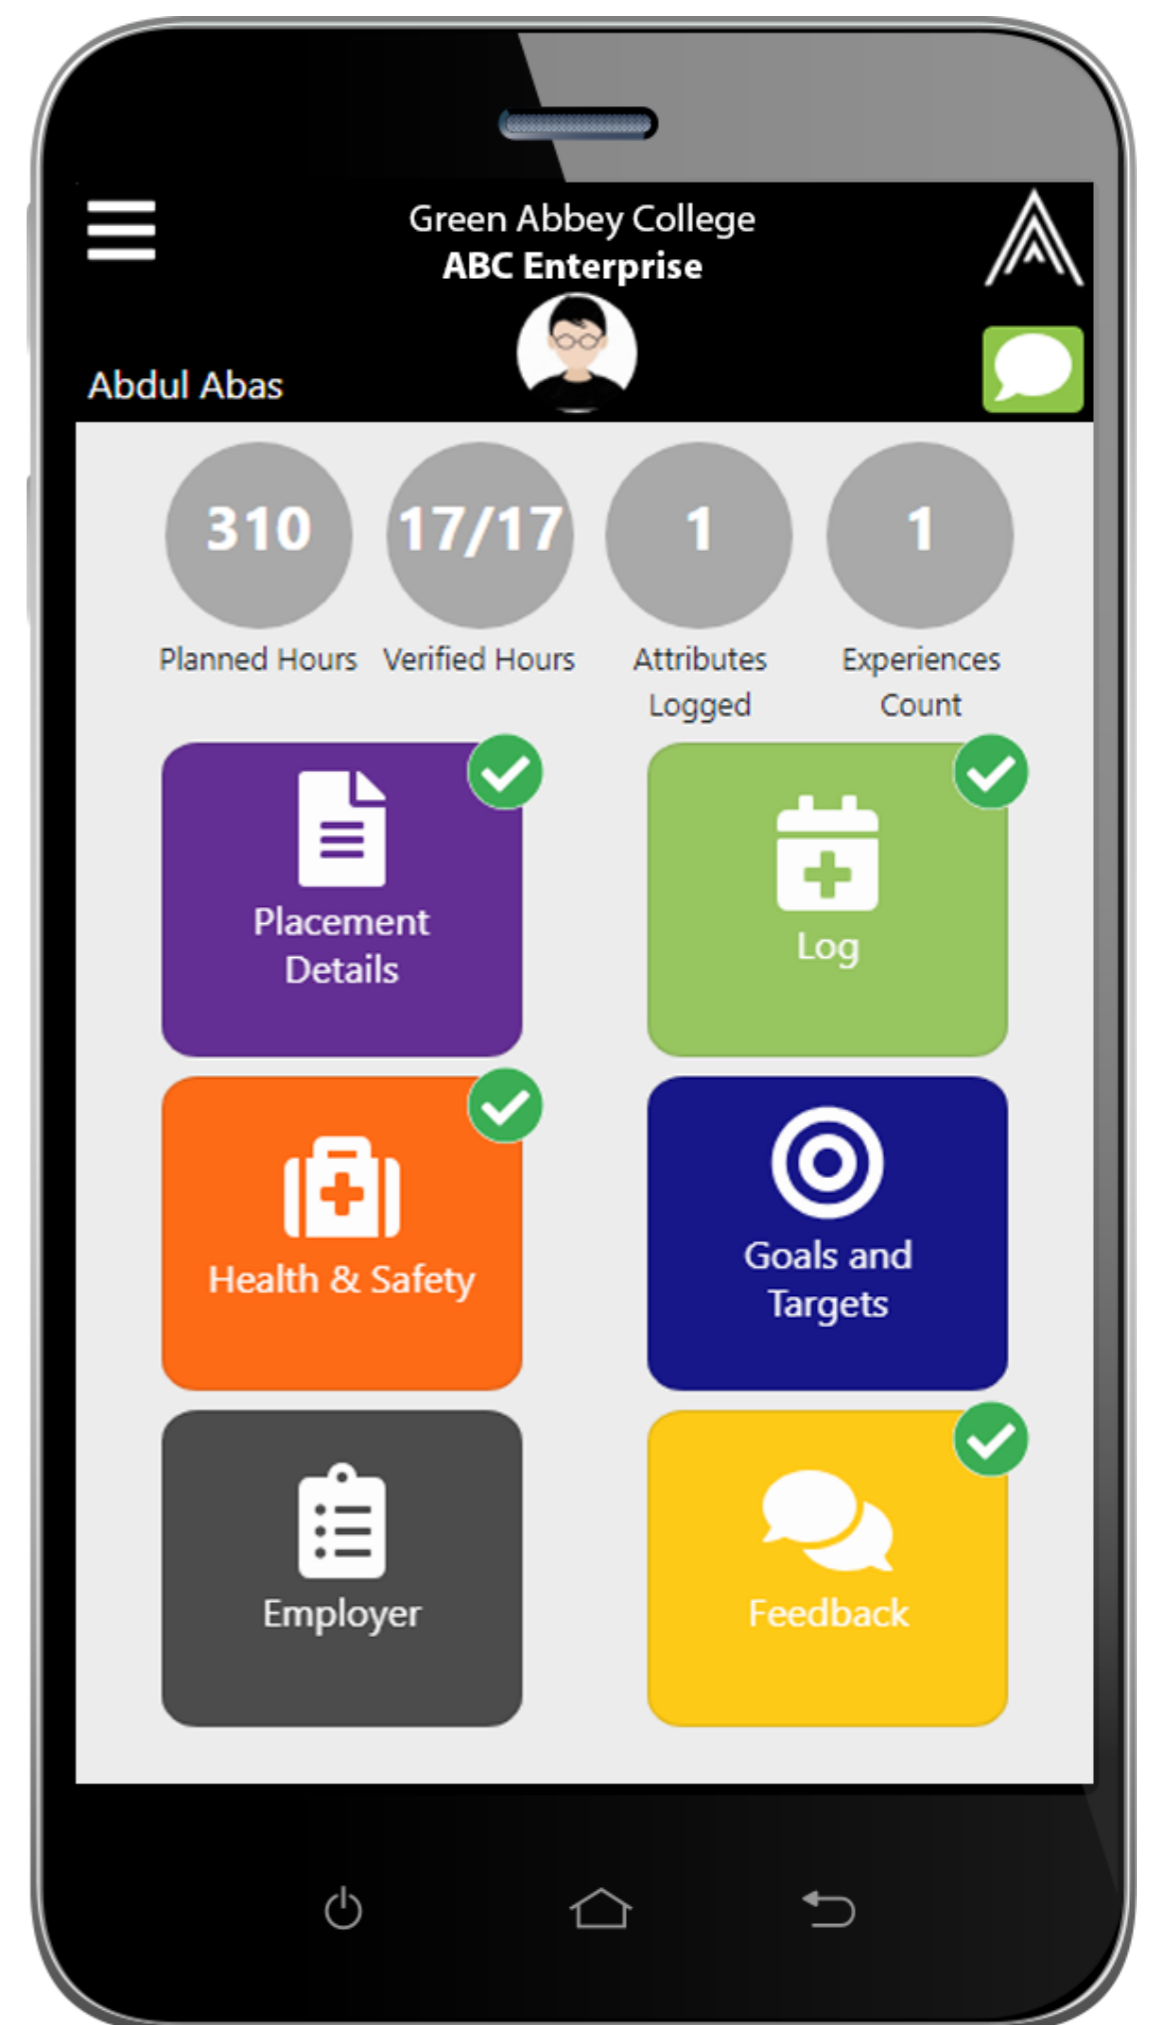 Green Abbey College
ABC Enterprise
Abdul Abas
310 17/17 1 1
Planned Hours Verified Hours Attributes Logged Experiences Count
Placement
Details
Log
Health & Safety
Goals and
Targets
Employer
Feedback